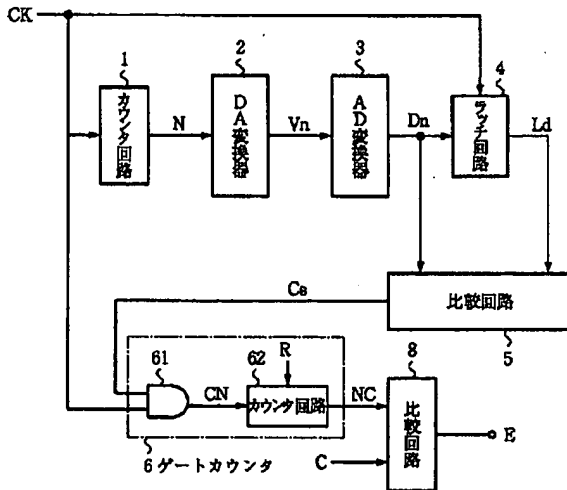 CK
1
カウンタ回路
N
2
DA変換器
Vn
3
AD変換器
Dn
4
ラッチ回路
Ld
Cs
比較回路
5
61
CN
62
R
カウンタ回路
NC
6ゲートカウンタ
8
比較回路
C
E